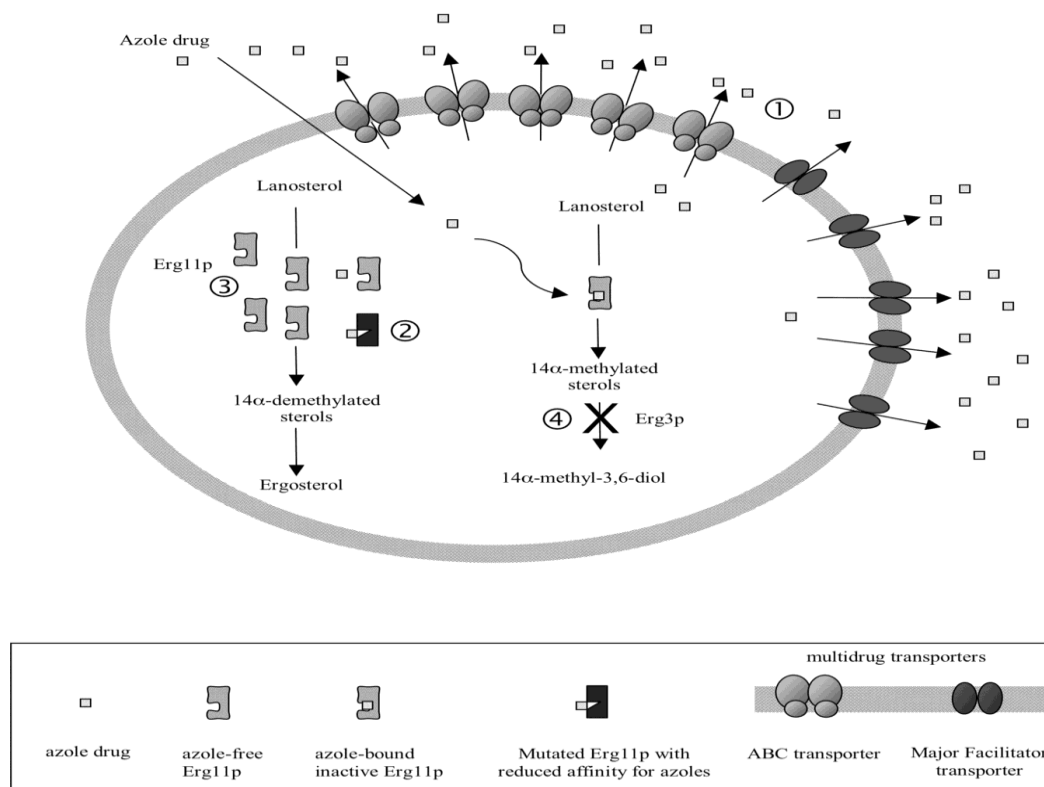 Azole drug
①
Lanosterol
Lanosterol
Erg11p
③
②
14α-methylated
sterols
14α-demethylated
sterols
④
Erg3p
Ergosterol
14α-methyl-3,6-diol
multidrug transporters
azole drug
azole-free
Erg11p
azole-bound
inactive Erg11p
Mutated Erg11p with
reduced affinity for azoles
ABC transporter
Major Facilitator
transporter